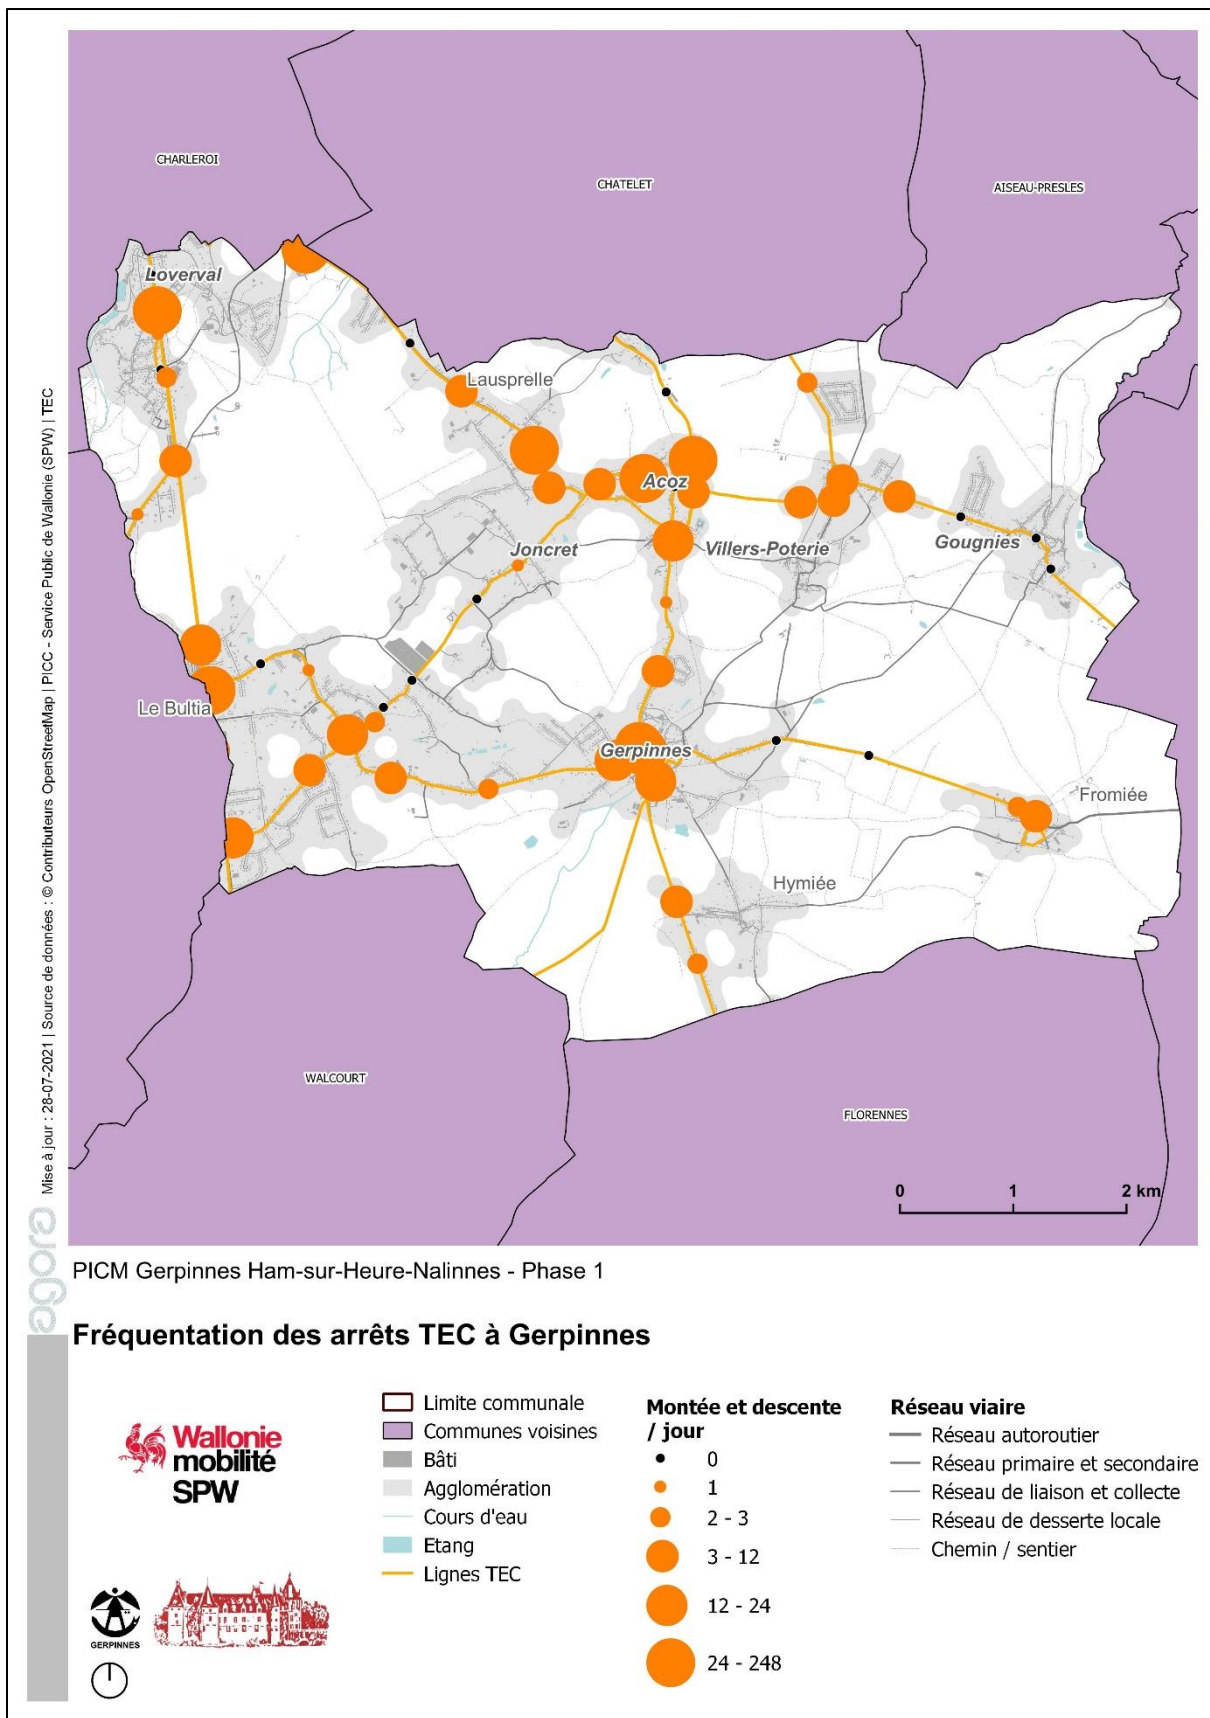 CHARLEROI
CHATELET
AISEAU-PRESLES
Loverval
Lausprelle
Acoz
Joncret
Villers-Poterie
Gougnies
Le Bultia
Gerpinnes
Fromiée
Hymiée
WALCOURT
FLORENNES
0 1 2 km
Mise à jour : 28-07-2021 | Source de données : © Contributeurs OpenStreetMap | PICC - Service Public de Wallonie (SPW) | TEC
PICM Gerpinnes Ham-sur-Heure-Nalinnes - Phase 1
Fréquentation des arrêts TEC à Gerpinnes
Wallonie
mobilité
SPW
GERPINNES
Limite communale
Communes voisines
Bâti
Agglomération
Cours d'eau
Etang
Lignes TEC
Montée et descente
/ jour
0
1
2 - 3
3 - 12
12 - 24
24 - 248
Réseau viaire
Réseau autoroutier
Réseau primaire et secondaire
Réseau de liaison et collecte
Réseau de desserte locale
Chemin / sentier